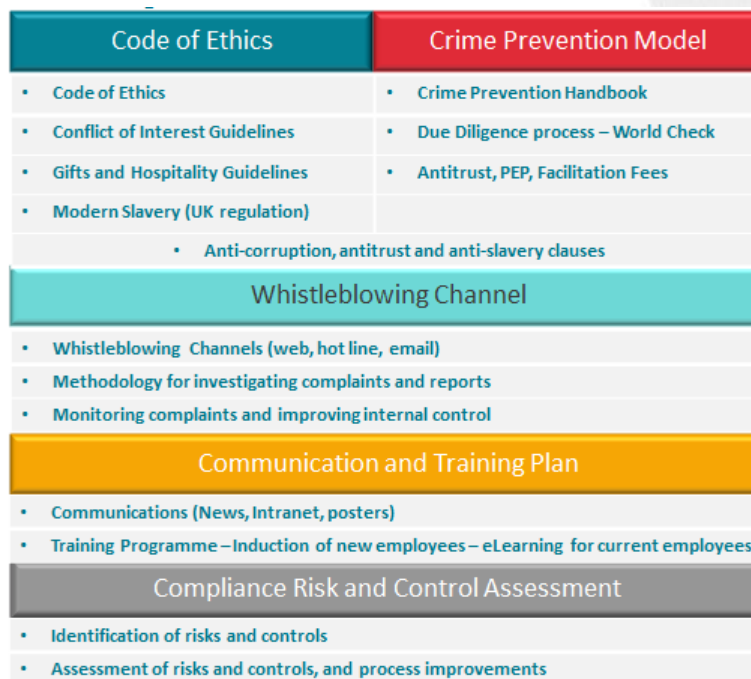 Code of Ethics
Crime Prevention Model
• Code of Ethics
• Crime Prevention Handbook
• Conflict of Interest Guidelines
• Due Diligence process – World Check
• Gifts and Hospitality Guidelines
• Antitrust, PEP, Facilitation Fees
• Modern Slavery (UK regulation)
• Anti-corruption, antitrust and anti-slavery clauses
Whistleblowing Channel
• Whistleblowing Channels (web, hot line, email)
• Methodology for investigating complaints and reports
• Monitoring complaints and improving internal control
Communication and Training Plan
• Communications (News, Intranet, posters)
• Training Programme – Induction of new employees – eLearning for current employees
Compliance Risk and Control Assessment
• Identification of risks and controls
• Assessment of risks and controls, and process improvements